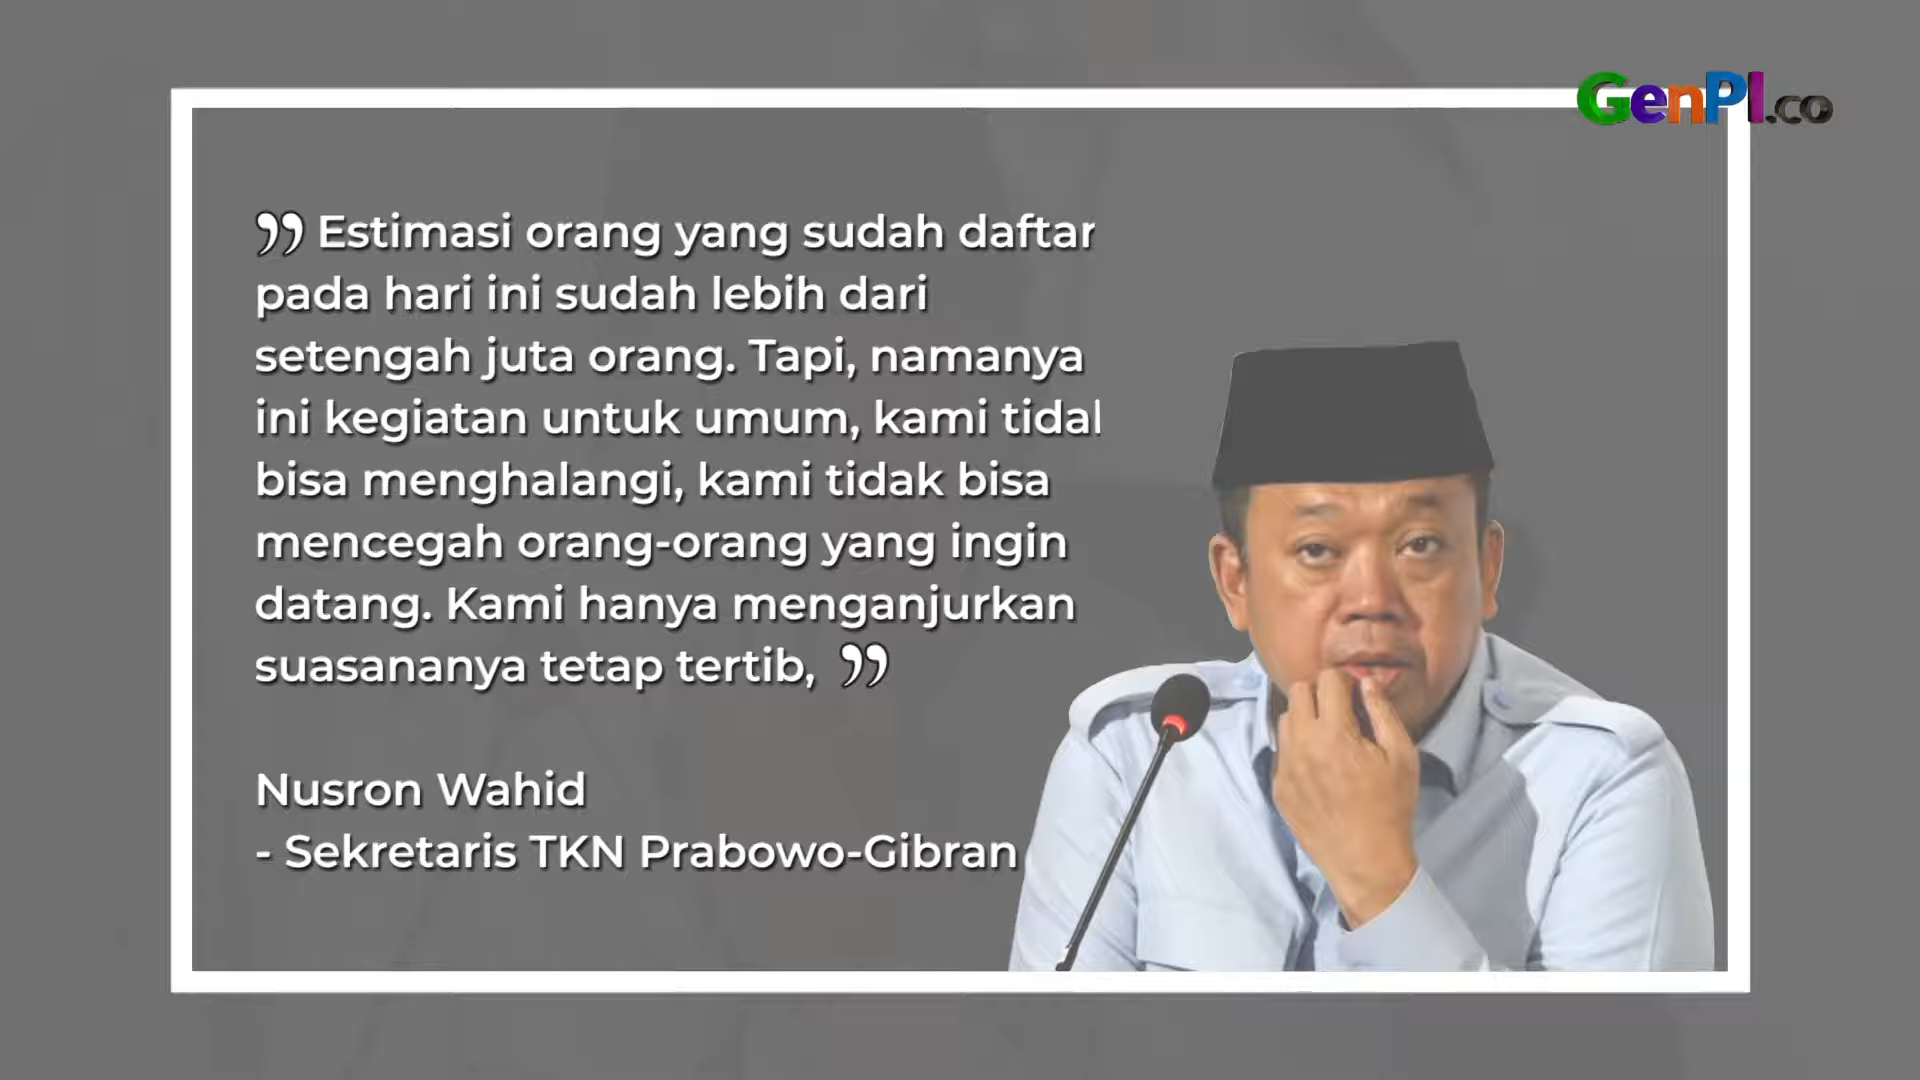 GenPI.co
” Estimasi orang yang sudah daftar
pada hari ini sudah lebih dari
setengah juta orang. Tapi, namanya
ini kegiatan untuk umum, kami tidak
bisa menghalangi, kami tidak bisa
mencegah orang-orang yang ingin
datang. Kami hanya menganjurkan
suasananya tetap tertib, ”
Nusron Wahid
- Sekretaris TKN Prabowo-Gibran